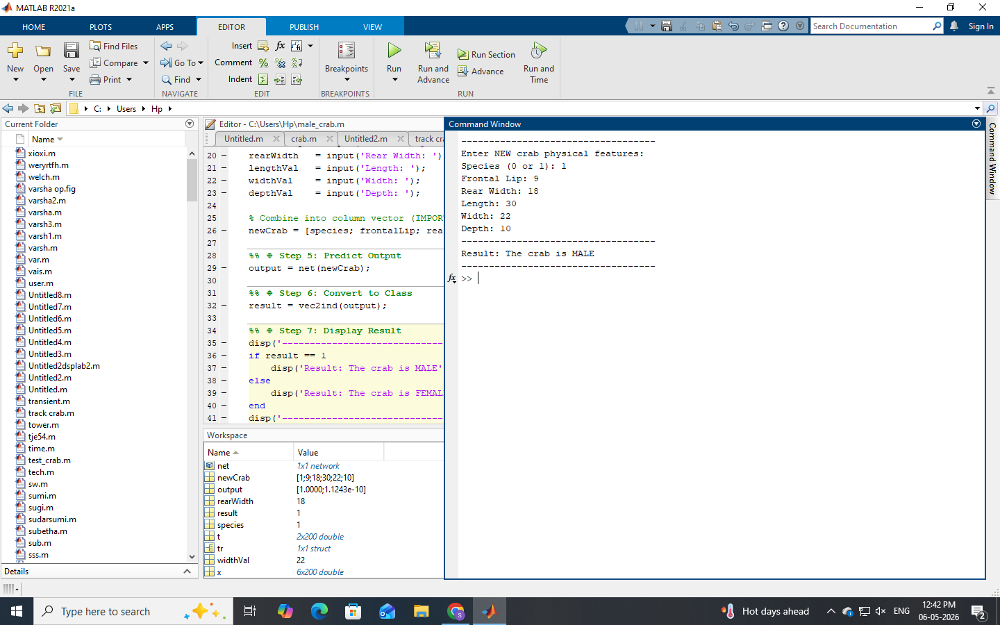 MATLAB R2021a
HOME PLOTS APPS EDITOR PUBLISH VIEW
Search Documentation
Sign In
New
Open
Save
Find Files
Compare
Print
FILE
Go To
Find
NAVIGATE
Insert
Comment
Indent
EDIT
Breakpoints
BREAKPOINTS
Run
Run and Advance
Run Section
Advance
Run and Time
RUN
C: Users Hp
Current Folder
Name
xioxi.m
weryrtfh.m
welch.m
varsha op.fig
varsha2.m
varsha.m
varsh3.m
varsh1.m
varsh.m
var.m
vais.m
user.m
Untitled8.m
Untitled7.m
Untitled6.m
Untitled5.m
Untitled4.m
Untitled3.m
Untitled2dsplab2.m
Untitled2.m
Untitled.m
transient.m
track crab.m
tower.m
tje54.m
time.m
test_crab.m
tech.m
sw.m
sumi.m
sugi.m
sudarsumi.m
subetha.m
sub.m
sss.m
Details
Editor - C:\Users\Hp\male_crab.m
Untitled.m crab.m Untitled2.m track cra
20 rearWidth = input('Rear Width: ')
21 lengthVal = input('Length: ');
22 widthVal = input('Width: ');
23 depthVal = input('Depth: ');
24
25 % Combine into column vector (IMPOR
26 newCrab = [species; frontalLip; rea
27
28 %% Step 5: Predict Output
29 output = net(newCrab);
30
31 %% Step 6: Convert to Class
32 result = vec2ind(output);
33
34 %% Step 7: Display Result
35 disp('-----------------------------
36 if result == 1
37 disp('Result: The crab is MALE'
38 else
39 disp('Result: The crab is FEMAL
40 end
41 disp('-----------------------------
Workspace
Name Value
net 1x1 network
newCrab [1;9;18;30;22;10]
output [1.0000;1.1243e-10]
rearWidth 18
result 1
species 1
t 2x200 double
tr 1x1 struct
widthVal 22
x 6x200 double
Command Window
-----------------------------------
Enter NEW crab physical features:
Species (0 or 1): 1
Frontal Lip: 9
Rear Width: 18
Length: 30
Width: 22
Depth: 10
-----------------------------------
Result: The crab is MALE
-----------------------------------
fx >>
Command Window
Type here to search
Hot days ahead
ENG
12:42 PM
06-05-2026
2